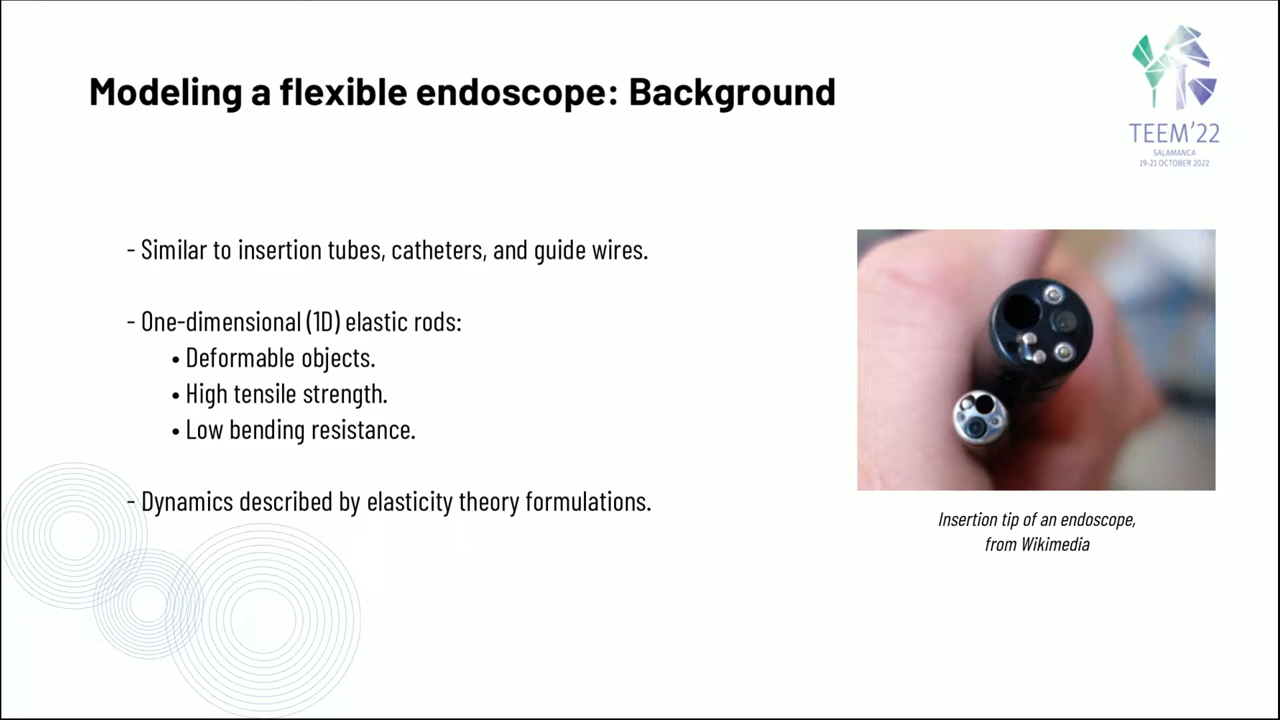 Modeling a flexible endoscope: Background
TEEM'22
SALAMANCA
19-21 OCTOBER 2022
- Similar to insertion tubes, catheters, and guide wires.
- One-dimensional (1D) elastic rods:
• Deformable objects.
• High tensile strength.
• Low bending resistance.
- Dynamics described by elasticity theory formulations.
Insertion tip of an endoscope,
from Wikimedia